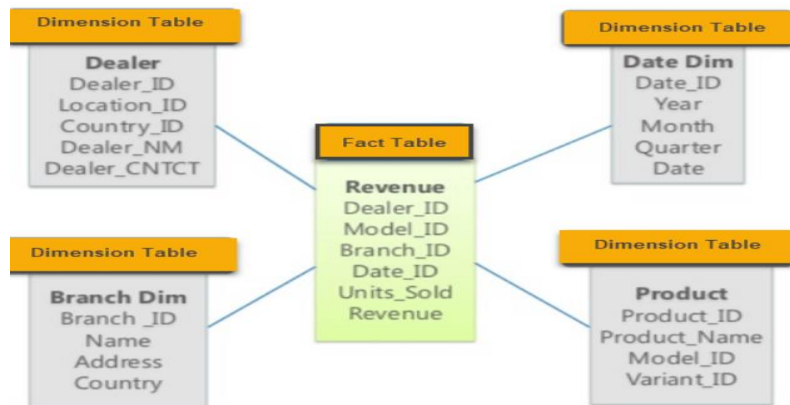 Dimension Table
Dealer
Dealer_ID
Location_ID
Country_ID
Dealer_NM
Dealer_CNTCT
Dimension Table
Date Dim
Date_ID
Year
Month
Quarter
Date
Fact Table
Revenue
Dealer_ID
Model_ID
Branch_ID
Date_ID
Units_Sold
Revenue
Dimension Table
Branch Dim
Branch _ID
Name
Address
Country
Dimension Table
Product
Product_ID
Product_Name
Model_ID
Variant_ID